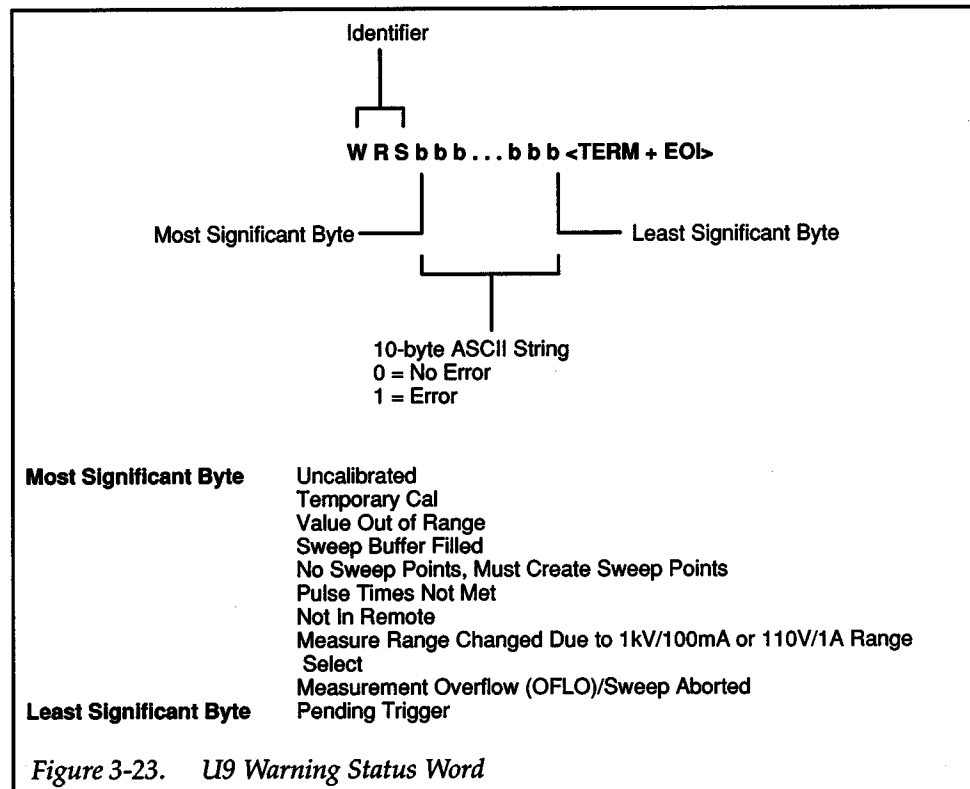 Identifier
W R S b b b . . . b b b <TERM + EOI>
Most Significant Byte
Least Significant Byte
10-byte ASCII String
0 = No Error
1 = Error
Most Significant Byte Uncalibrated
Temporary Cal
Value Out of Range
Sweep Buffer Filled
No Sweep Points, Must Create Sweep Points
Pulse Times Not Met
Not In Remote
Measure Range Changed Due to 1kV/100mA or 110V/1A Range
Select
Measurement Overflow (OFLO)/Sweep Aborted
Least Significant Byte Pending Trigger
Figure 3-23. U9 Warning Status Word